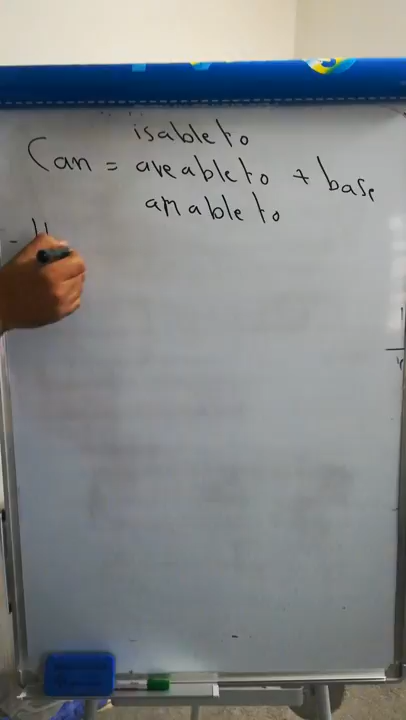 is able to
Can = are able to + base
am able to